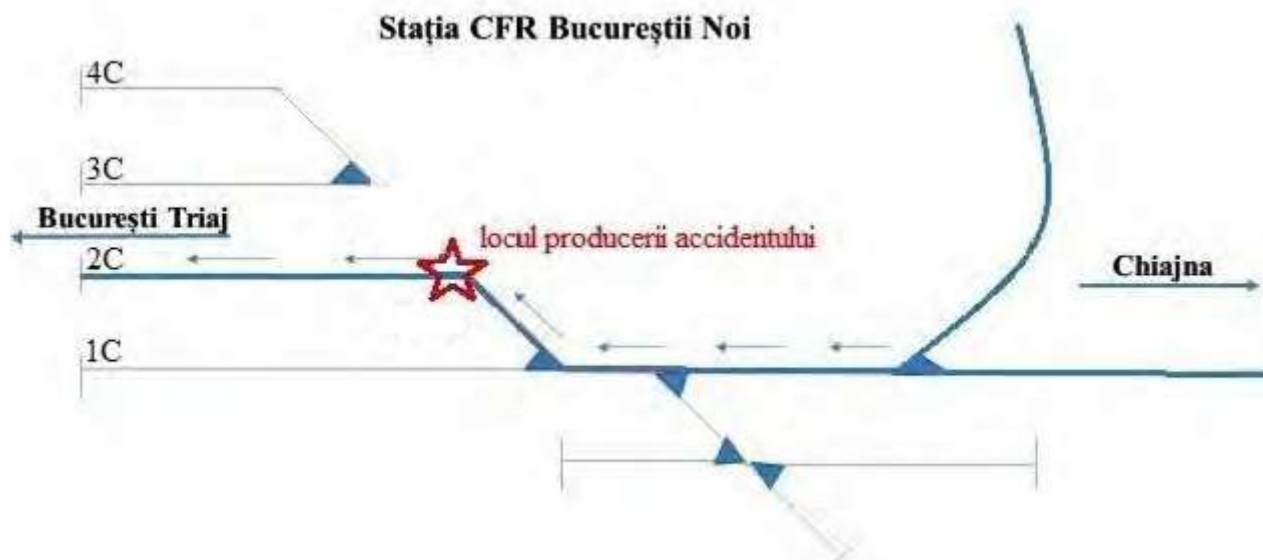 Stația CFR Bucureștii Noi
4C
3C
București Triaj
locul producerii accidentului
2C
Chiajna
1C